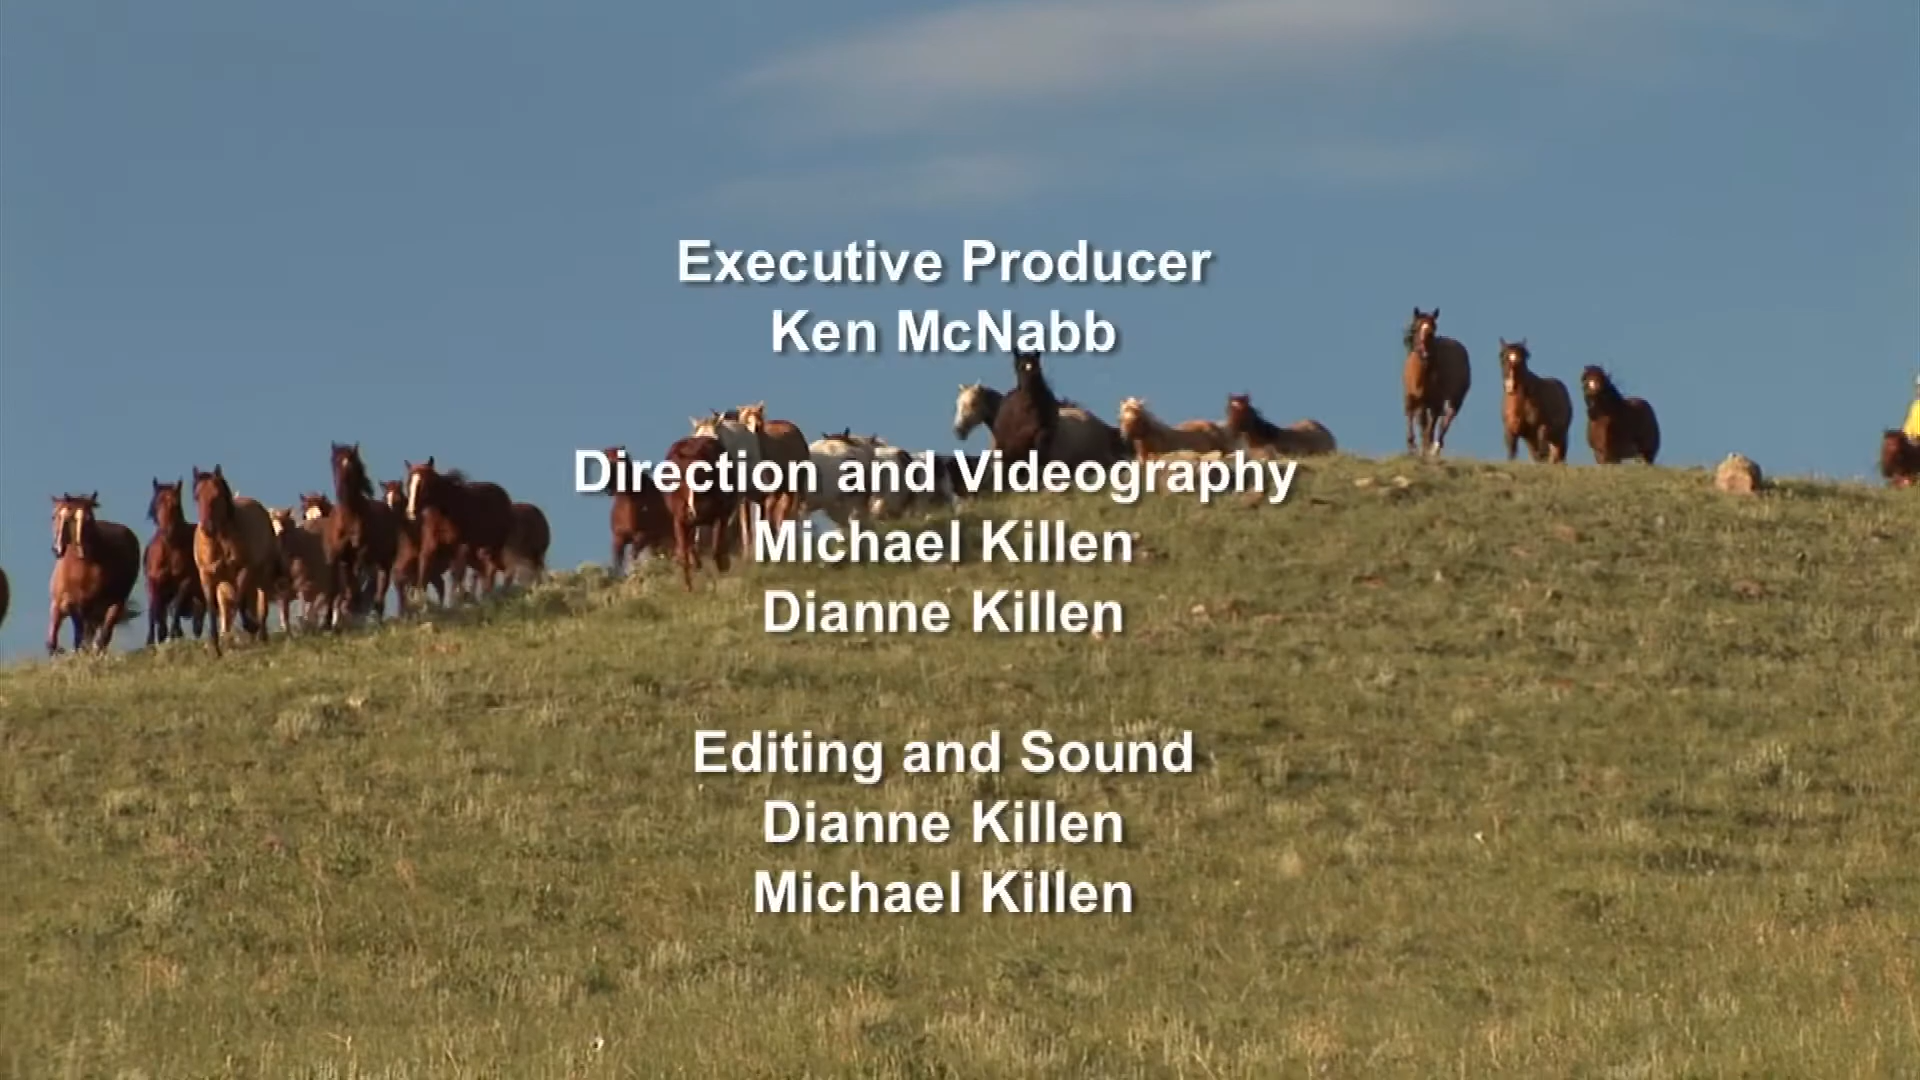 Executive Producer
Ken McNabb
Direction and Videography
Michael Killen
Dianne Killen
Editing and Sound
Dianne Killen
Michael Killen